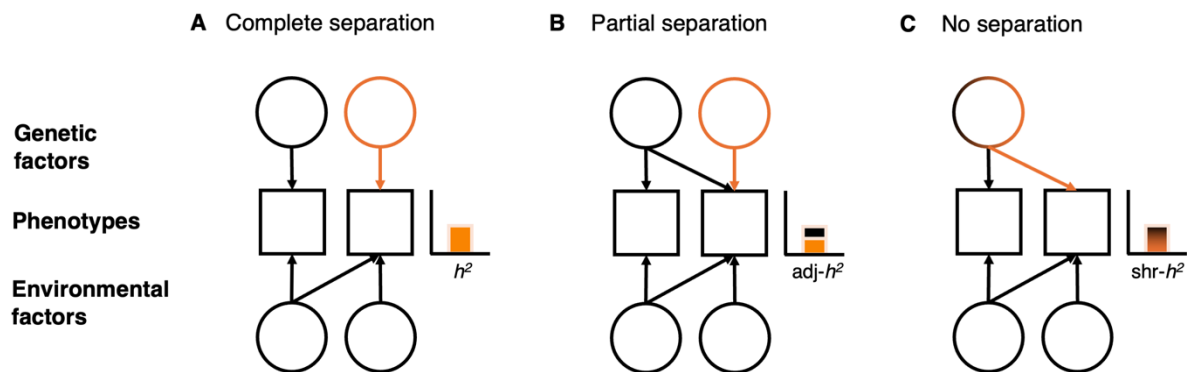 A Complete separation
B Partial separation
C No separation
Genetic
factors
Phenotypes
h²
adj-h²
shr-h²
Environmental
factors